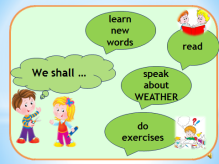 We shall ...
learn
new
words
read
speak
about
WEATHER
do
exercises